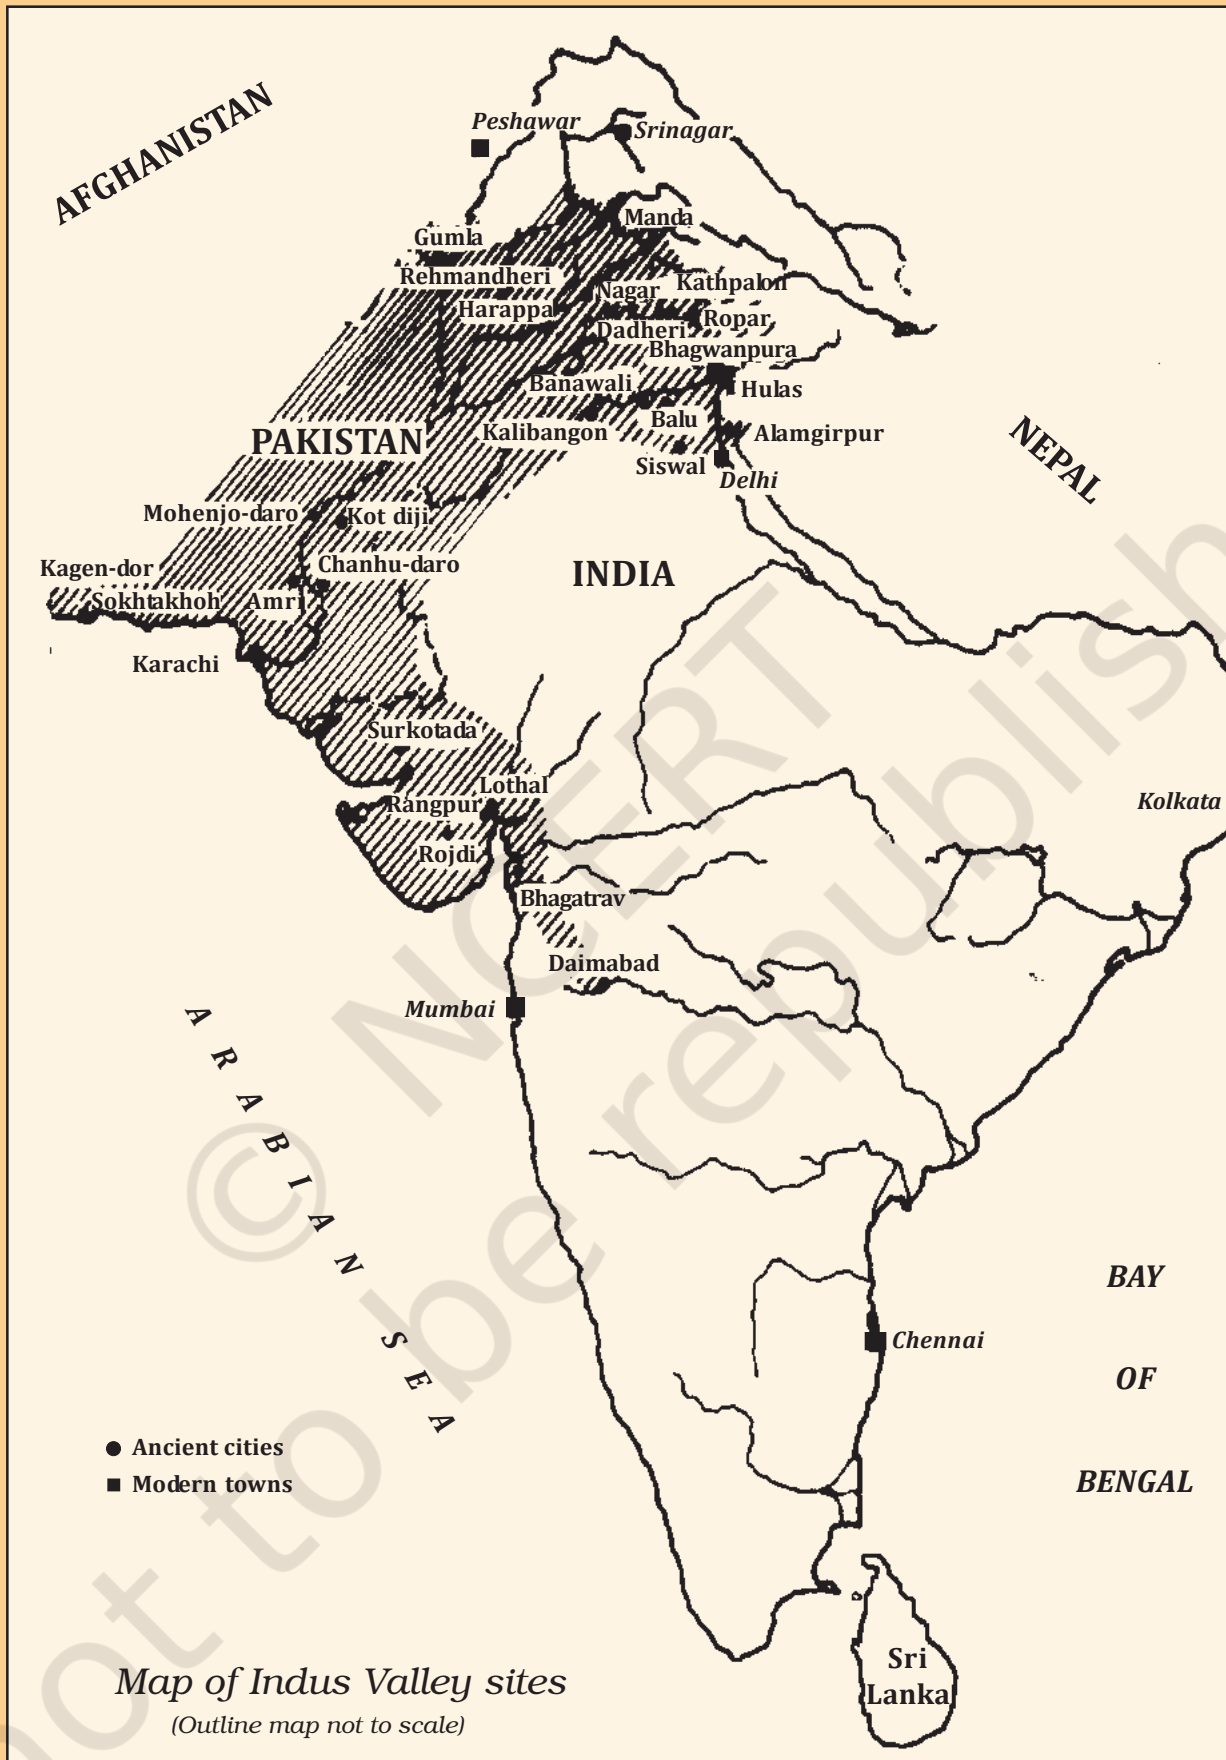 AFGHANISTAN
Peshawar
Srinagar
Manda
Gumla
Rehmandheri
Nagar
Kathpalon
Harappa
Dadheri
Ropar
Bhagwanpura
Banawali
Hulas
Balu
Kalibangon
Alamgirpur
PAKISTAN
NEPAL
Siswal
Delhi
Mohenjo-daro
Kot diji
Kagen-dor
Chanhu-daro
INDIA
Sokhtakhoh
Amri
Karachi
Surkotada
Lothal
Rangpur
Kolkata
Rojdi
Bhagatrav
Daimabad
Mumbai
ARABIAN SEA
BAY
OF
BENGAL
Chennai
Ancient cities
Modern towns
Sri
Lanka
Map of Indus Valley sites
(Outline map not to scale)
© NCERT
not to be republish